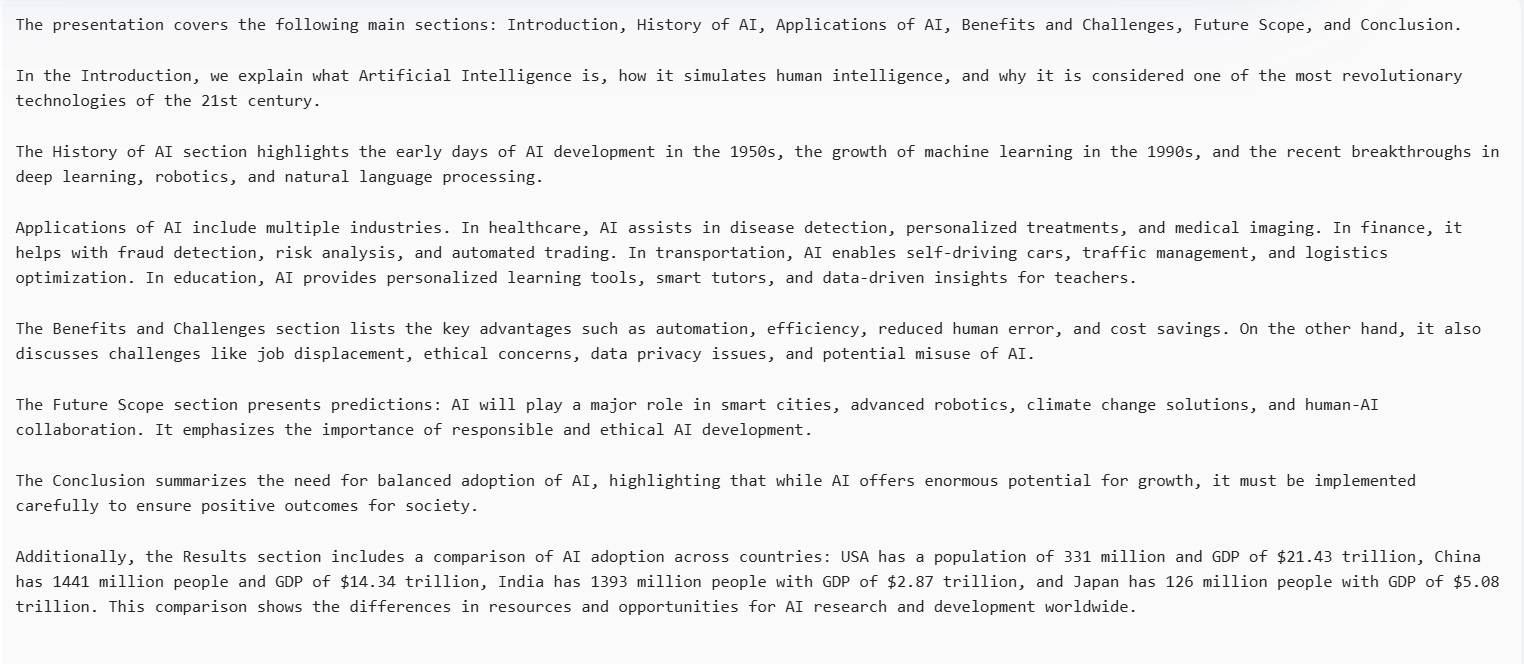 The presentation covers the following main sections: Introduction, History of AI, Applications of AI, Benefits and Challenges, Future Scope, and Conclusion.
In the Introduction, we explain what Artificial Intelligence is, how it simulates human intelligence, and why it is considered one of the most revolutionary
technologies of the 21st century.
The History of AI section highlights the early days of AI development in the 1950s, the growth of machine learning in the 1990s, and the recent breakthroughs in
deep learning, robotics, and natural language processing.
Applications of AI include multiple industries. In healthcare, AI assists in disease detection, personalized treatments, and medical imaging. In finance, it
helps with fraud detection, risk analysis, and automated trading. In transportation, AI enables self-driving cars, traffic management, and logistics
optimization. In education, AI provides personalized learning tools, smart tutors, and data-driven insights for teachers.
The Benefits and Challenges section lists the key advantages such as automation, efficiency, reduced human error, and cost savings. On the other hand, it also
discusses challenges like job displacement, ethical concerns, data privacy issues, and potential misuse of AI.
The Future Scope section presents predictions: AI will play a major role in smart cities, advanced robotics, climate change solutions, and human-AI
collaboration. It emphasizes the importance of responsible and ethical AI development.
The Conclusion summarizes the need for balanced adoption of AI, highlighting that while AI offers enormous potential for growth, it must be implemented
carefully to ensure positive outcomes for society.
Additionally, the Results section includes a comparison of AI adoption across countries: USA has a population of 331 million and GDP of $21.43 trillion, China
has 1441 million people and GDP of $14.34 trillion, India has 1393 million people with GDP of $2.87 trillion, and Japan has 126 million people with GDP of $5.08
trillion. This comparison shows the differences in resources and opportunities for AI research and development worldwide.